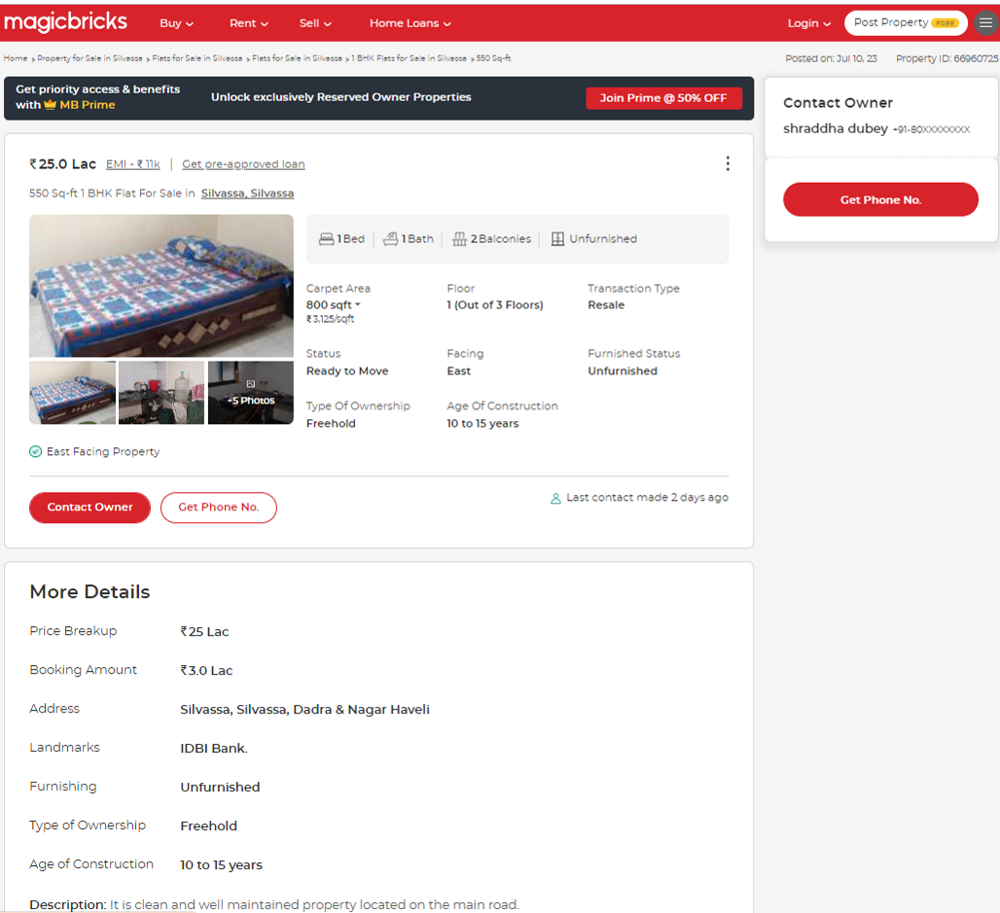 magicbricks Buy Rent Sell Home Loans Login Post Property FREE
Home Property for Sale in Silvassa Flats for Sale in Silvassa Flats for Sale in Silvassa 1 BHK Flats for Sale in Silvassa 550 Sq-ft Posted on: Jul 10, 23 Property ID: 66960725
Get priority access & benefits
with MB Prime
Unlock exclusively Reserved Owner Properties
Join Prime @ 50% OFF
Contact Owner
shraddha dubey +91-80XXXXXXXX
Get Phone No.
₹25.0 Lac EMI - ₹11k | Get pre-approved loan
550 Sq-ft 1 BHK Flat For Sale in Silvassa, Silvassa
1 Bed 1 Bath 2 Balconies Unfurnished
Carpet Area Floor Transaction Type
800 sqft 1 (Out of 3 Floors) Resale
₹3,125/sqft
Status Facing Furnished Status
Ready to Move East Unfurnished
+5 Photos
Type Of Ownership Age Of Construction
Freehold 10 to 15 years
East Facing Property
Contact Owner Get Phone No. Last contact made 2 days ago
More Details
Price Breakup ₹25 Lac
Booking Amount ₹3.0 Lac
Address Silvassa, Silvassa, Dadra & Nagar Haveli
Landmarks IDBI Bank.
Furnishing Unfurnished
Type of Ownership Freehold
Age of Construction 10 to 15 years
Description: It is clean and well maintained property located on the main road.